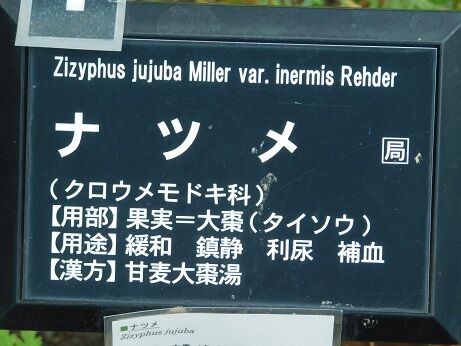 Zizyphus jujuba Miller var. inermis Rehder
ナツメ 局
(クロウメモドキ科)
【用部】果実=大棗(タイソウ)
【用途】緩和 鎮静 利尿 補血
【漢方】甘麦大棗湯
■ナツメ
Zizyphus jujuba